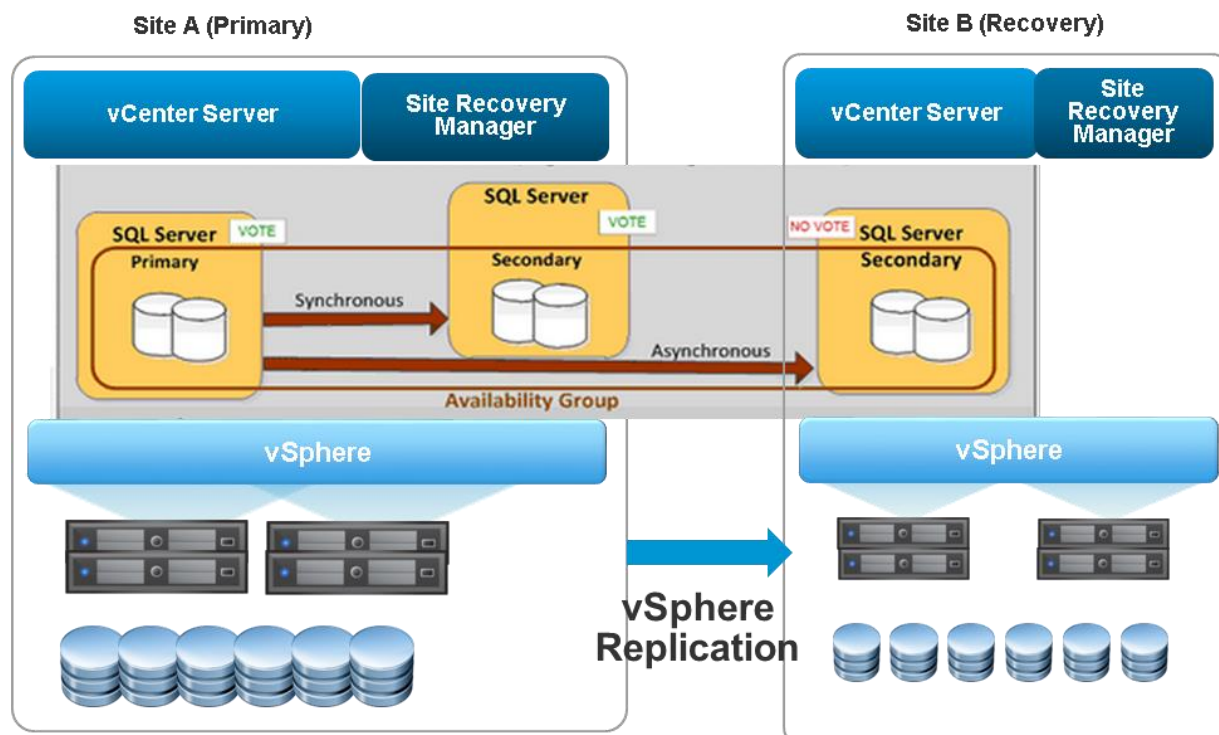 Site A (Primary)
Site B (Recovery)
vCenter Server
Site Recovery
Manager
vCenter Server
Site
Recovery
Manager
SQL Server
VOTE
SQL Server
VOTE
NO VOTE
SQL Server
Primary
Secondary
Secondary
Synchronous
Asynchronous
Availability Group
vSphere
vSphere
vSphere
Replication